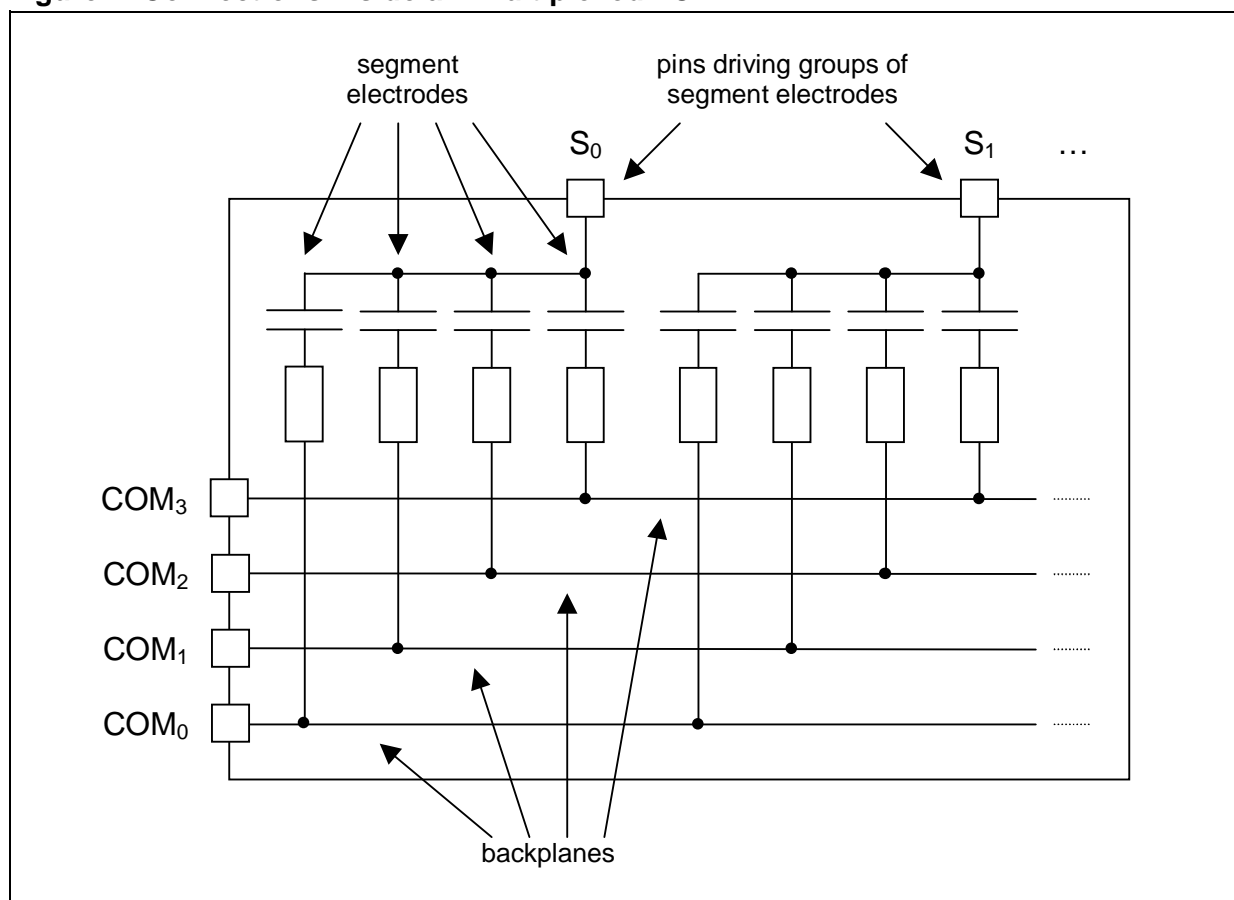 segment
electrodes
pins driving groups of
segment electrodes
S₀
S₁
…
COM₃
COM₂
COM₁
COM₀
backplanes